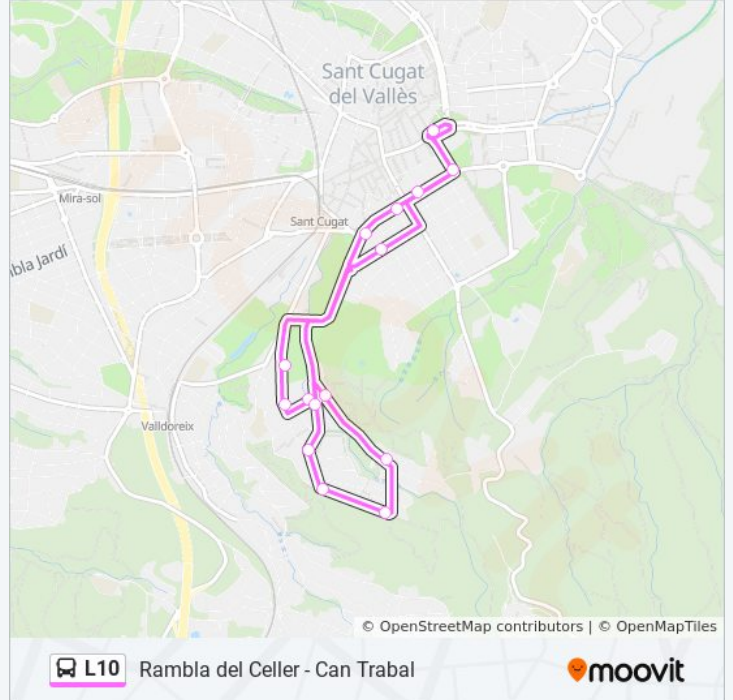 Sant Cugat
del Vallès
Mira-sol
Sant Cugat
bla Jardí
Valldoreix
© OpenStreetMap contributors | © OpenMapTiles
L10 Rambla del Celler - Can Trabal
moovit